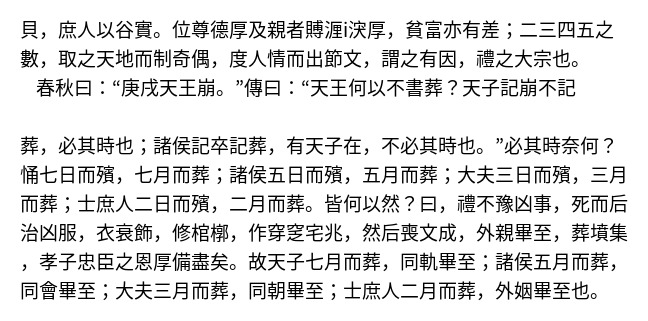 貝，庶人以谷實。位尊德厚及親者賻湹i洓厚，貧富亦有差；二三四五之
數，取之天地而制奇偶，度人情而出節文，謂之有因，禮之大宗也。
春秋曰：“庚戌天王崩。”傳曰：“天王何以不書葬？天子記崩不記
葬，必其時也；諸侯記卒記葬，有天子在，不必其時也。”必其時奈何？
悀七日而殯，七月而葬；諸侯五日而殯，五月而葬；大夫三日而殯，三月
而葬；士庶人二日而殯，二月而葬。皆何以然？曰，禮不豫凶事，死而后
治凶服，衣衰飾，修棺槨，作穿窆宅兆，然后喪文成，外親畢至，葬墳集
，孝子忠臣之恩厚備盡矣。故天子七月而葬，同軌畢至；諸侯五月而葬，
同會畢至；大夫三月而葬，同朝畢至；士庶人二月而葬，外姻畢至也。